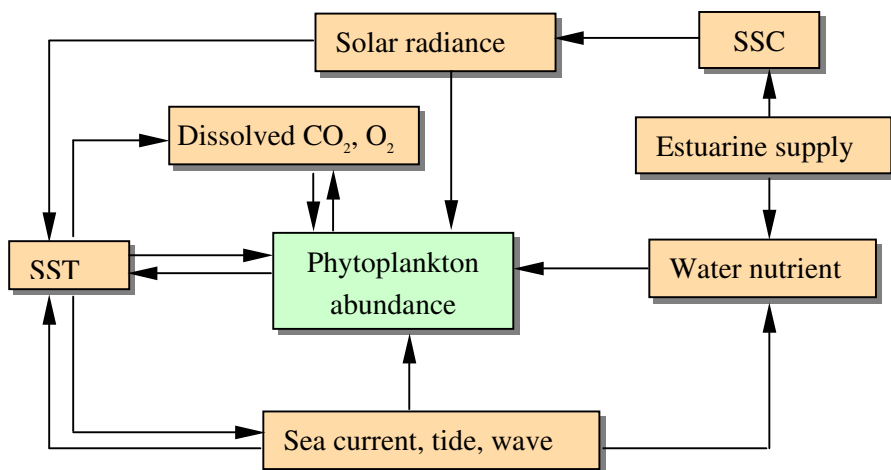 Solar radiance
SSC
Dissolved CO₂, O₂
Estuarine supply
SST
Phytoplankton
abundance
Water nutrient
Sea current, tide, wave